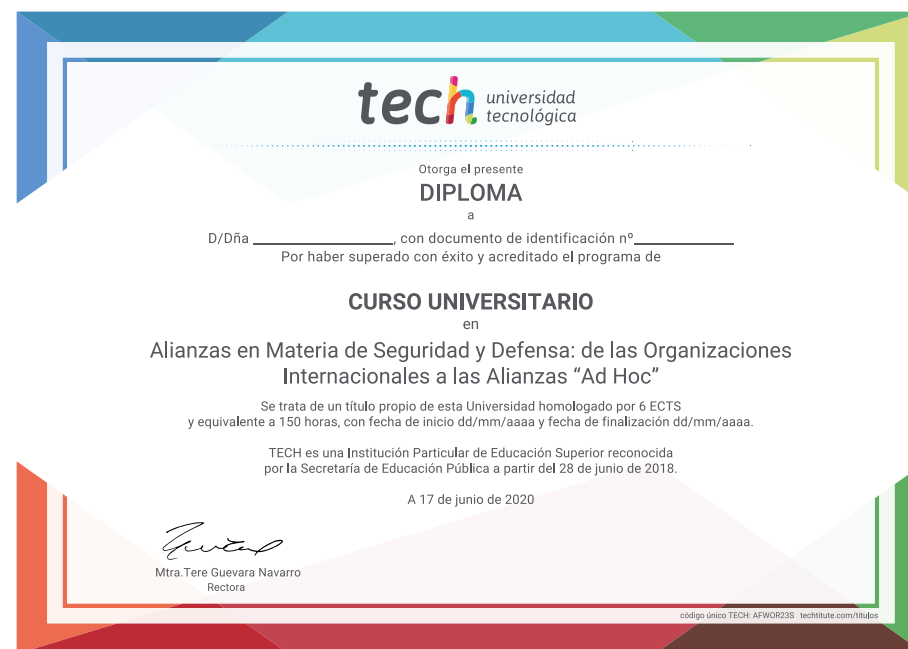 tech universidad
tecnológica
Otorga el presente
DIPLOMA
a
D/Dña ____________, con documento de identificación nº____________
Por haber superado con éxito y acreditado el programa de
CURSO UNIVERSITARIO
en
Alianzas en Materia de Seguridad y Defensa: de las Organizaciones
Internacionales a las Alianzas “Ad Hoc”
Se trata de un título propio de esta Universidad homologado por 6 ECTS
y equivalente a 150 horas, con fecha de inicio dd/mm/aaaa y fecha de finalización dd/mm/aaaa.
TECH es una Institución Particular de Educación Superior reconocida
por la Secretaría de Educación Pública a partir del 28 de junio de 2018.
A 17 de junio de 2020
Mtra.Tere Guevara Navarro
Rectora
código único TECH: AFWOR23S techtitute.com/titulos